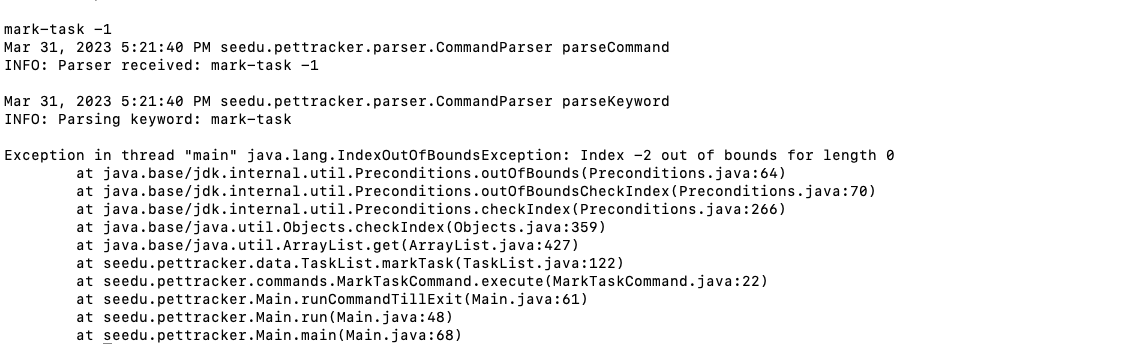 mark-task -1
Mar 31, 2023 5:21:40 PM seedu.pettracker.parser.CommandParser parseCommand
INFO: Parser received: mark-task -1
Mar 31, 2023 5:21:40 PM seedu.pettracker.parser.CommandParser parseKeyword
INFO: Parsing keyword: mark-task
Exception in thread "main" java.lang.IndexOutOfBoundsException: Index -2 out of bounds for length 0
at java.base/jdk.internal.util.Preconditions.outOfBounds(Preconditions.java:64)
at java.base/jdk.internal.util.Preconditions.outOfBoundsCheckIndex(Preconditions.java:70)
at java.base/jdk.internal.util.Preconditions.checkIndex(Preconditions.java:266)
at java.base/java.util.Objects.checkIndex(Objects.java:359)
at java.base/java.util.ArrayList.get(ArrayList.java:427)
at seedu.pettracker.data.TaskList.markTask(TaskList.java:122)
at seedu.pettracker.commands.MarkTaskCommand.execute(MarkTaskCommand.java:22)
at seedu.pettracker.Main.runCommandTillExit(Main.java:61)
at seedu.pettracker.Main.run(Main.java:48)
at seedu.pettracker.Main.main(Main.java:68)